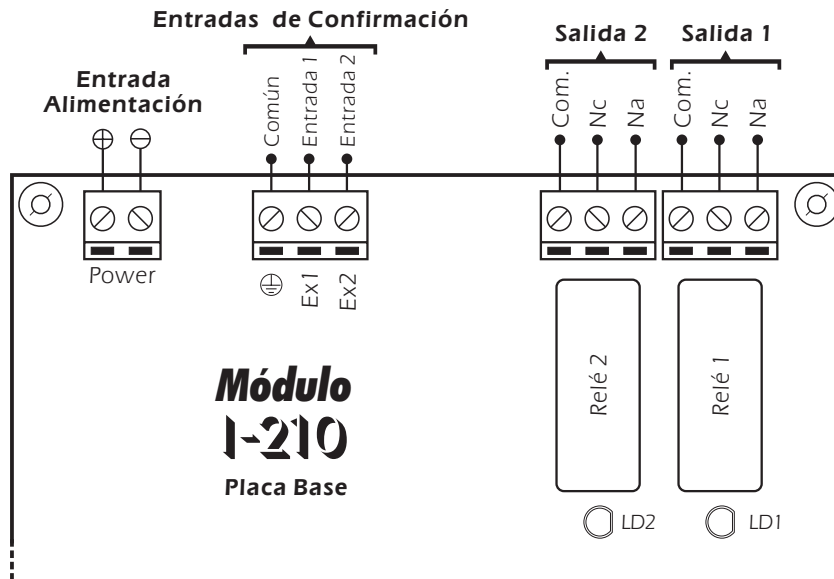 Entradas de Confirmación
Entrada
Alimentación
Común
Entrada 1
Entrada 2
Salida 2
Salida 1
Com.
Nc
Na
Com.
Nc
Na
Power
Ex1
Ex2
Relé 2
Relé 1
Módulo
I-210
Placa Base
LD2
LD1